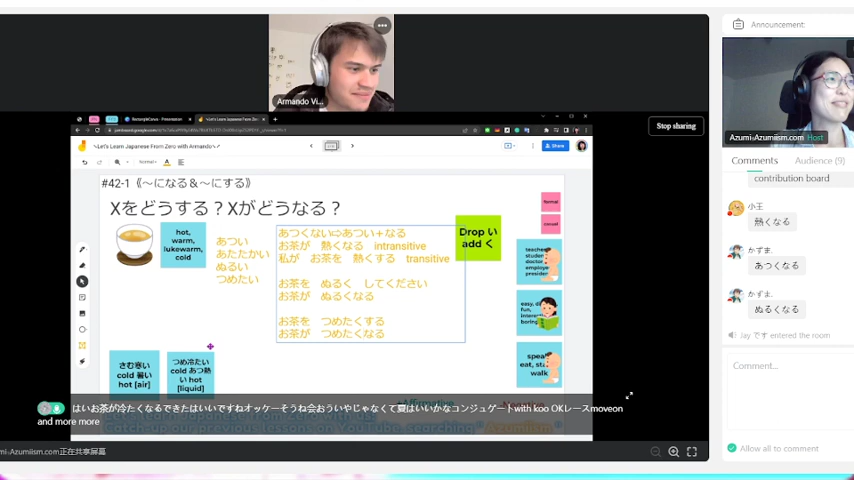 Announcement:
Armando Vi...
Azumi-Azumiism.com Host
Stop sharing
Comments
Audience (9)
contribution board
小王
熱くなる
かずま.
あつくなる
かずま.
ぬるくなる
Jay です entered the room
Comment...
Allow all to comment
~Let's Learn Japanese From Zero with Armando~
Share
#42-1《～になる＆～にする》
Xをどうする？Xがどうなる？
hot,
warm,
lukewarm,
cold
あつい
あたたかい
ぬるい
つめたい
あつくない⇨あつい＋なる
お茶が 熱くなる intransitive
私が お茶を 熱くする transitive
お茶を ぬるく してください
お茶が ぬるくなる
お茶を つめたくする
お茶が つめたくなる
Drop い
add く
formal
casual
さむ寒い
cold 暑い
hot [air]
つめ冷たい
cold あつ熱
い hot
[liquid]
はいお茶が冷たくなるできたはいいですねオッケーそうね会おういやじゃなくて夏はいいかなコンジュゲートwith koo OKレースmoveon
and more more
mi-Azumiism.com正在共享屏幕